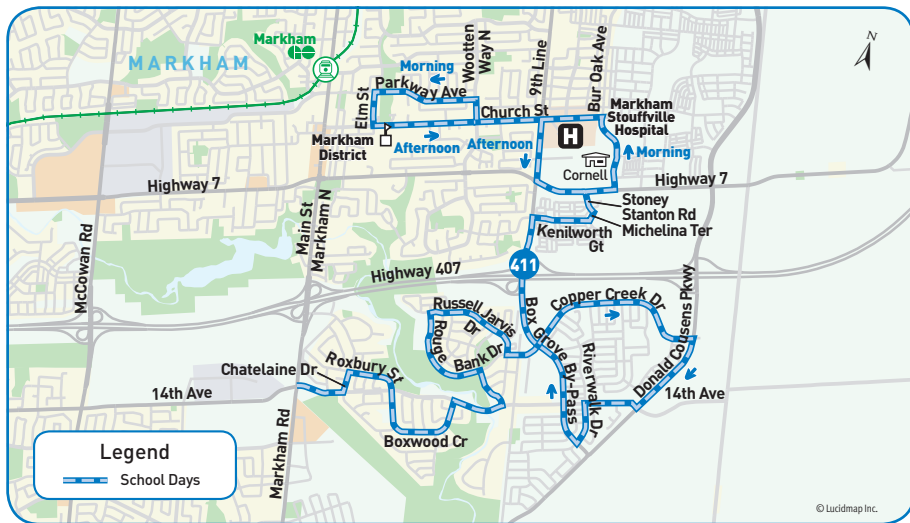 Markham
MARKHAM
Wootten
Way N
9th Line
Bur Oak Ave
N
Morning
Parkway Ave
Elm St
Church St
Markham
Stouffville
Hospital
H
Markham
District
Afternoon
Afternoon
Morning
Cornell
Highway 7
Highway 7
Stoney
Stanton Rd
Michelina Ter
Kenilworth
Gt
Main St
Markham N
McCowan Rd
Highway 407
411
Donald Cousens Pkwy
Copper Creek Dr
Box Grove By-Pass
Russell Jarvis
Dr
Rouge
Bank Dr
Riverwalk Dr
Roxbury St
Chatelaine Dr
14th Ave
14th Ave
Markham Rd
Boxwood Cr
Legend
School Days
© Lucidmap Inc.